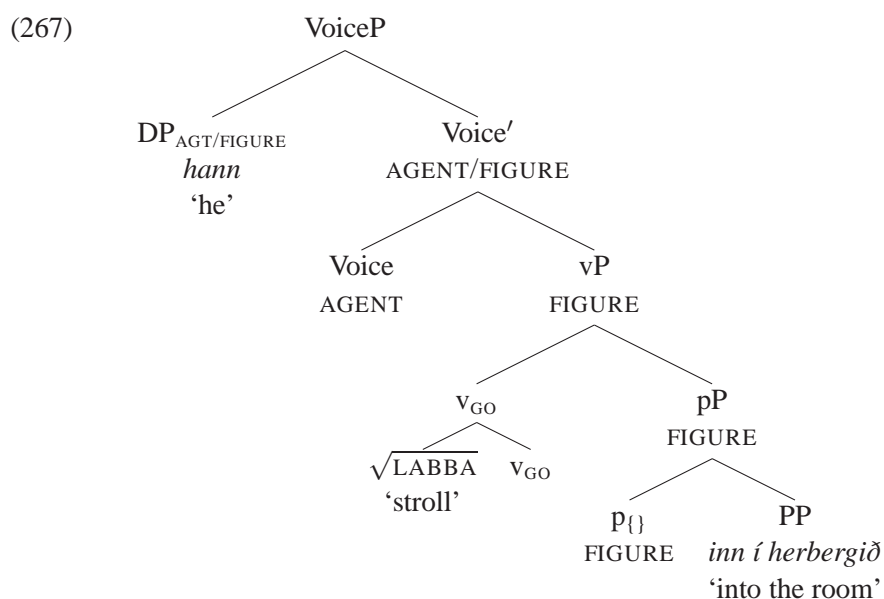 (267) VoiceP
DP_AGT/FIGURE Voice′
hann AGENT/FIGURE
‘he’
Voice vP
AGENT FIGURE
v_GO pP
FIGURE
√LABBA v_GO
‘stroll’
p_{} PP
FIGURE inn í herbergið
‘into the room’